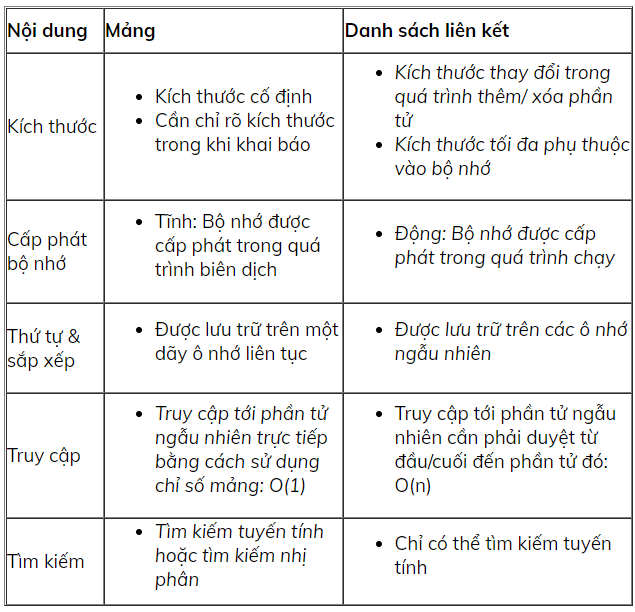 Nội dung
Mảng
Danh sách liên kết
Kích thước
• Kích thước cố định
• Cần chỉ rõ kích thước
trong khi khai báo
• Kích thước thay đổi trong
quá trình thêm/ xóa phần
tử
• Kích thước tối đa phụ thuộc
vào bộ nhớ
Cấp phát
bộ nhớ
• Tĩnh: Bộ nhớ được
cấp phát trong quá
trình biên dịch
• Động: Bộ nhớ được cấp
phát trong quá trình chạy
Thứ tự &
sắp xếp
• Được lưu trữ trên một
dãy ô nhớ liên tục
• Được lưu trữ trên các ô nhớ
ngẫu nhiên
Truy cập
• Truy cập tới phần tử
ngẫu nhiên trực tiếp
bằng cách sử dụng
chỉ số mảng: O(1)
• Truy cập tới phần tử ngẫu
nhiên cần phải duyệt từ
đầu/cuối đến phần tử đó:
O(n)
Tìm kiếm
• Tìm kiếm tuyến tính
hoặc tìm kiếm nhị
phân
• Chỉ có thể tìm kiếm tuyến
tính